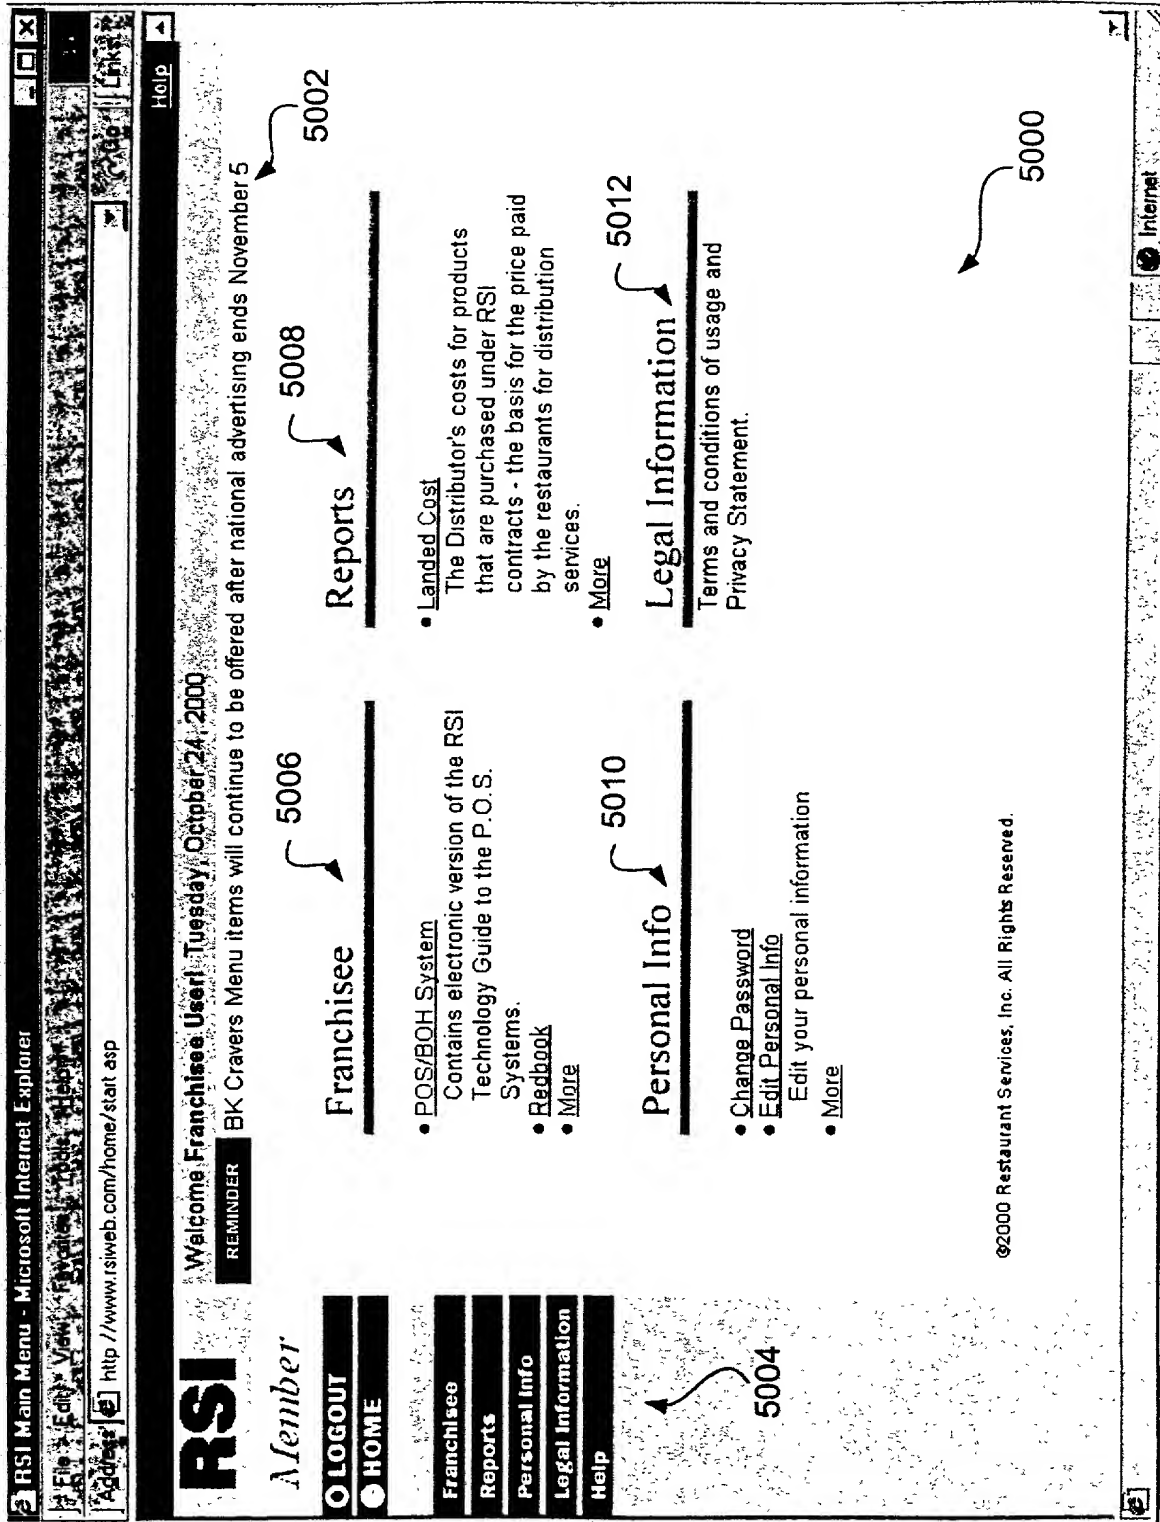 RSI Main Menu - Microsoft Internet Explorer
File Edit View Favorites Tools Help
Address http://www.rsiweb.com/home/start asp Go Links
Help
RSI
Member
LOGOUT
HOME
Franchisee
Reports
Personal Info
Legal Information
Help
5004
Welcome Franchisee User! Tuesday, October 24, 2000
REMINDER BK Cravers Menu items will continue to be offered after national advertising ends November 5
5002
Franchisee
5006
• POS/BOH System
Contains electronic version of the RSI
Technology Guide to the P.O.S.
Systems.
• Redbook
• More
Reports
5008
• Landed Cost
The Distributor's costs for products
that are purchased under RSI
contracts - the basis for the price paid
by the restaurants for distribution
services.
• More
Personal Info
5010
• Change Password
• Edit Personal Info
Edit your personal information
• More
Legal Information
5012
Terms and conditions of usage and
Privacy Statement.
5000
©2000 Restaurant Services, Inc. All Rights Reserved.
Internet